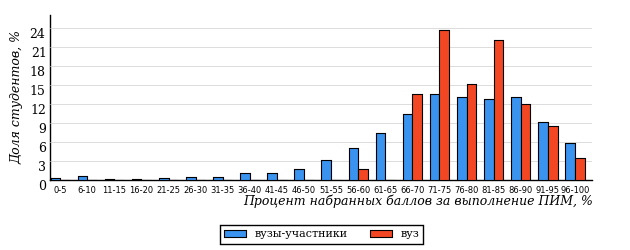 Доля студентов, %
24
21
18
15
12
9
6
3
0
0-5 6-10 11-15 16-20 21-25 26-30 31-35 36-40 41-45 46-50 51-55 56-60 61-65 66-70 71-75 76-80 81-85 86-90 91-95 96-100
Процент набранных баллов за выполнение ПИМ, %
вузы-участники вуз